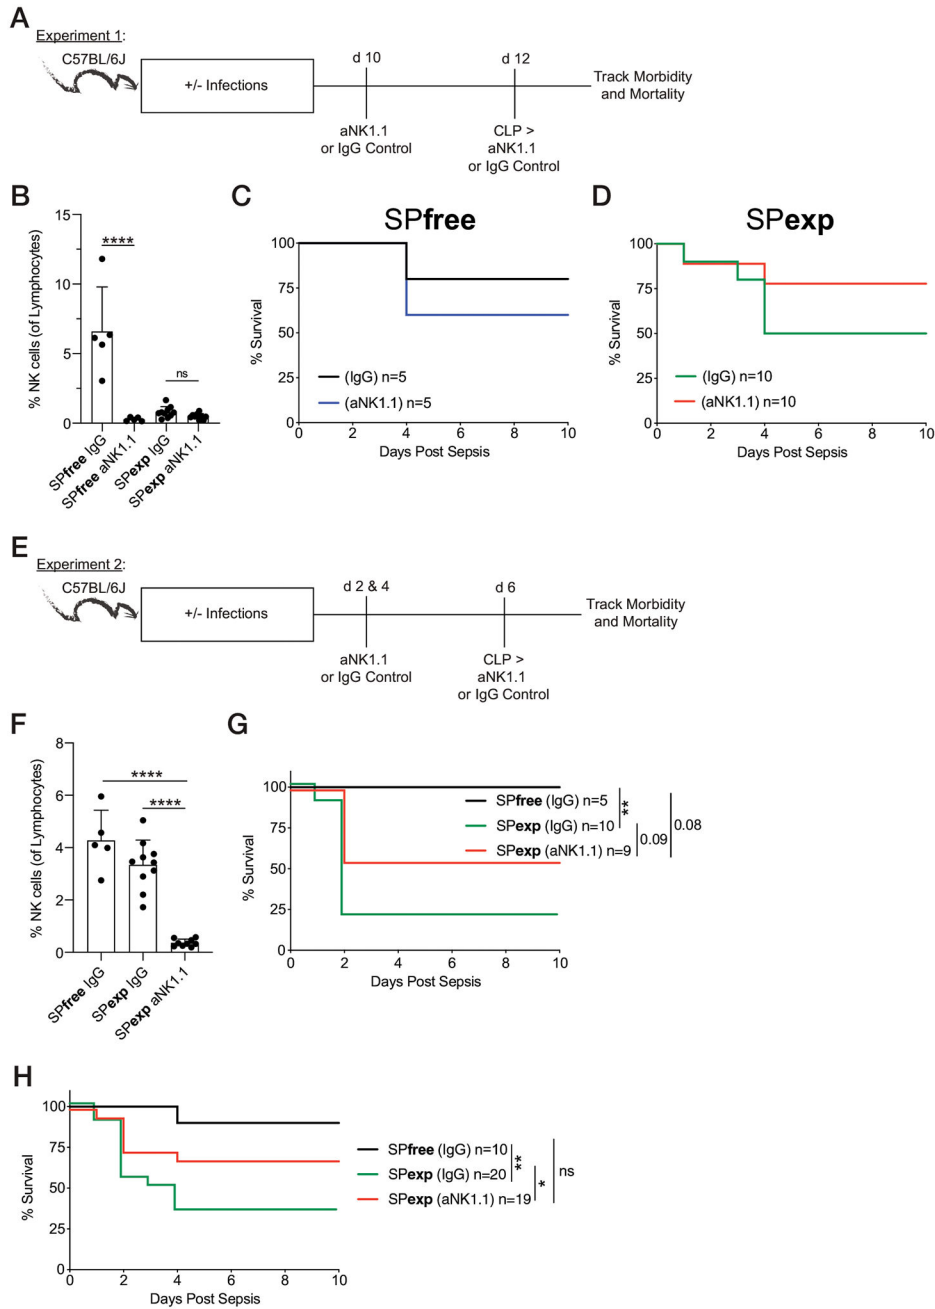 A
Experiment 1:
C57BL/6J
+/- Infections
d 10
d 12
aNK1.1
or IgG Control
CLP >
aNK1.1
or IgG Control
Track Morbidity
and Mortality
B
% NK cells (of Lymphocytes)
15
10
5
0
****
ns
SPfree IgG
SPfree aNK1.1
SPexp IgG
SPexp aNK1.1
C
SPfree
% Survival
100
75
50
25
0
(IgG) n=5
(aNK1.1) n=5
0 2 4 6 8 10
Days Post Sepsis
D
SPexp
% Survival
100
75
50
25
0
(IgG) n=10
(aNK1.1) n=10
0 2 4 6 8 10
Days Post Sepsis
E
Experiment 2:
C57BL/6J
+/- Infections
d 2 & 4
d 6
aNK1.1
or IgG Control
CLP >
aNK1.1
or IgG Control
Track Morbidity
and Mortality
F
% NK cells (of Lymphocytes)
8
6
4
2
0
****
****
SPfree IgG
SPexp IgG
SPexp aNK1.1
G
% Survival
100
75
50
25
0
SPfree (IgG) n=5
SPexp (IgG) n=10
SPexp (aNK1.1) n=9
**
0.09
0.08
0 2 4 6 8 10
Days Post Sepsis
H
% Survival
100
75
50
25
0
SPfree (IgG) n=10
SPexp (IgG) n=20
SPexp (aNK1.1) n=19
**
*
ns
0 2 4 6 8 10
Days Post Sepsis